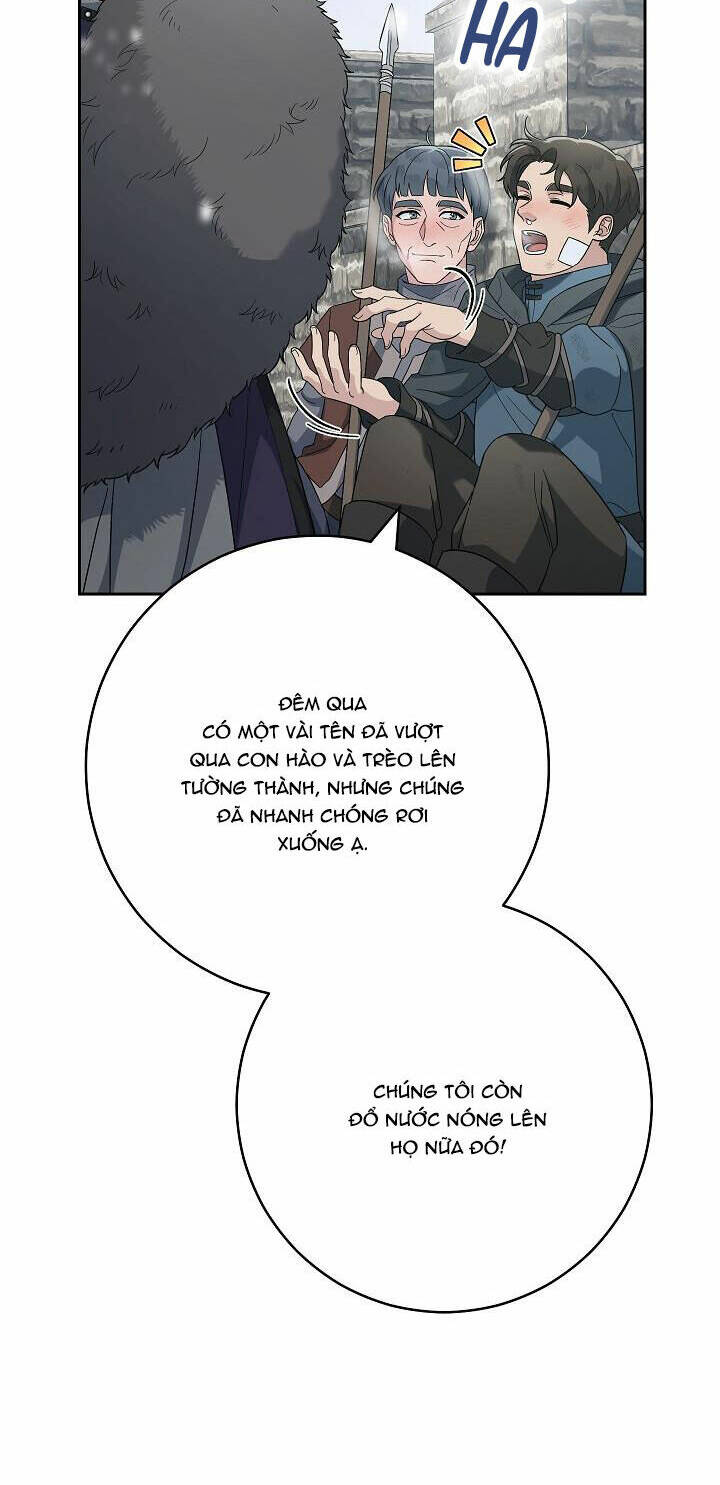 HA
ĐÊM QUA
CÓ MỘT VÀI TÊN ĐÃ VƯỢT
QUA CON HÀO VÀ TRÈO LÊN
TƯỜNG THÀNH, NHƯNG CHÚNG
ĐÃ NHANH CHÓNG RƠI
XUỐNG Ạ.
CHÚNG TÔI CÒN
ĐỔ NƯỚC NÓNG LÊN
HỌ NỮA ĐÓ!